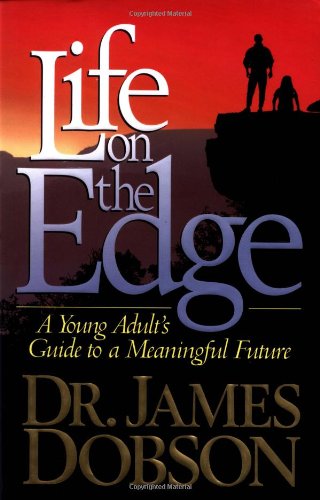 Life
on
the
Edge
A Young Adult's
Guide to a Meaningful Future
DR. JAMES
DOBSON